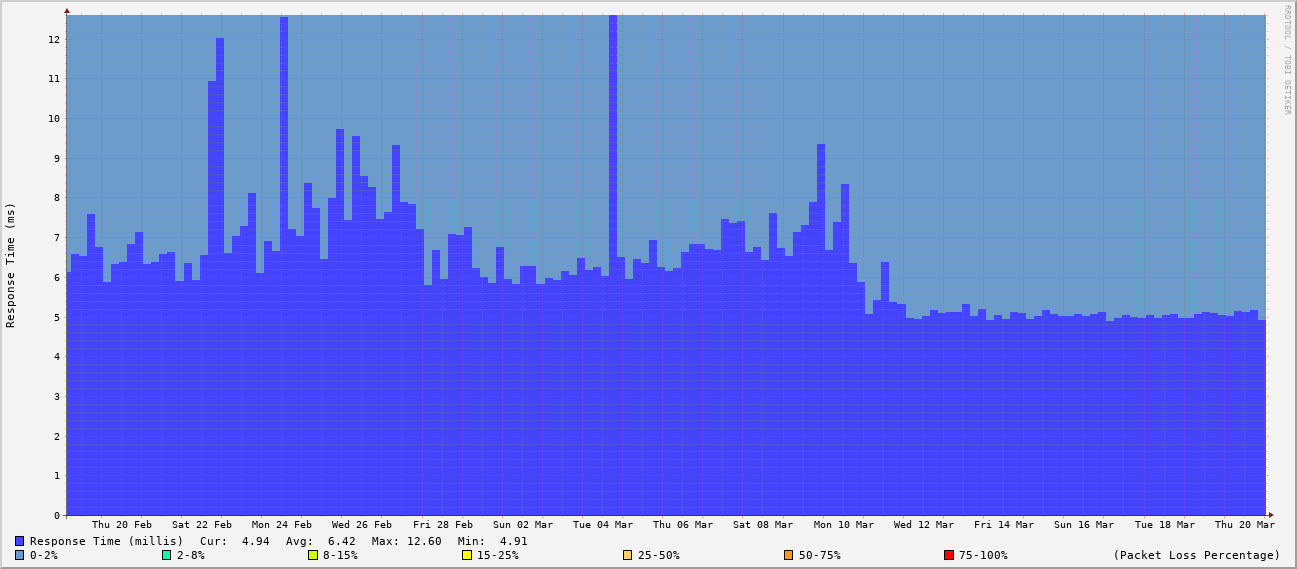 RRDTOOL / TOBI OETIKER
Response Time (ms)
12
11
10
9
8
7
6
5
4
3
2
1
0
Thu 20 Feb Sat 22 Feb Mon 24 Feb Wed 26 Feb Fri 28 Feb Sun 02 Mar Tue 04 Mar Thu 06 Mar Sat 08 Mar Mon 10 Mar Wed 12 Mar Fri 14 Mar Sun 16 Mar Tue 18 Mar Thu 20 Mar
Response Time (millis) Cur: 4.94 Avg: 6.42 Max: 12.60 Min: 4.91
0-2% 2-8% 8-15% 15-25% 25-50% 50-75% 75-100% (Packet Loss Percentage)